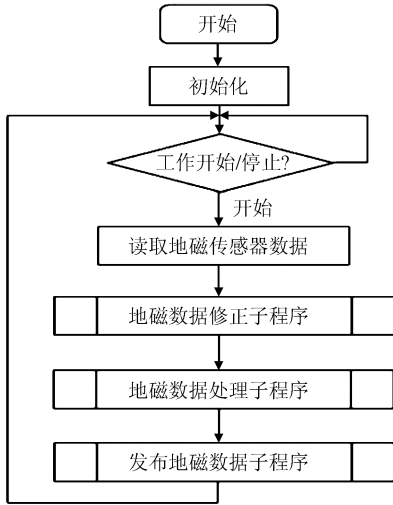 开始
初始化
工作开始/停止?
开始
读取地磁传感器数据
地磁数据修正子程序
地磁数据处理子程序
发布地磁数据子程序